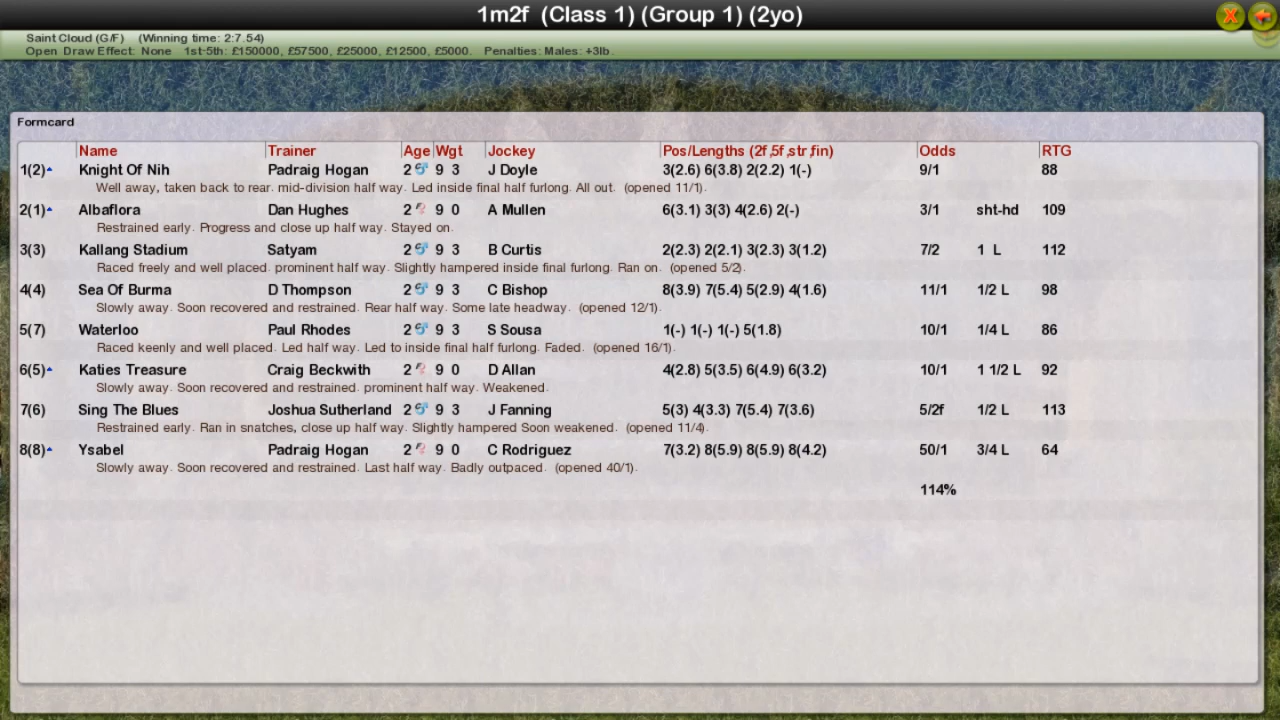 1m2f (Class 1) (Group 1) (2yo)
Saint Cloud (G/F) (Winning time: 2:7.54)
Open. Draw Effect: None 1st-5th: £150000, £57500, £25000, £12500, £5000. Penalties: Males: +3lb.
Formcard
Name Trainer Age Wgt Jockey Pos/Lengths (2f,5f,str,fin) Odds RTG
1(2) Knight Of Nih Padraig Hogan 2 9 3 J Doyle 3(2.6) 6(3.8) 2(2.2) 1(-) 9/1 88
Well away, taken back to rear. mid-division half way. Led inside final half furlong. All out. (opened 11/1).
2(1) Albaflora Dan Hughes 2 9 0 A Mullen 6(3.1) 3(3) 4(2.6) 2(-) 3/1 sht-hd 109
Restrained early. Progress and close up half way. Stayed on.
3(3) Kallang Stadium Satyam 2 9 3 B Curtis 2(2.3) 2(2.1) 3(2.3) 3(1.2) 7/2 1 L 112
Raced freely and well placed. prominent half way. Slightly hampered inside final furlong. Ran on. (opened 5/2).
4(4) Sea Of Burma D Thompson 2 9 3 C Bishop 8(3.9) 7(5.4) 5(2.9) 4(1.6) 11/1 1/2 L 98
Slowly away. Soon recovered and restrained. Rear half way. Some late headway. (opened 12/1).
5(7) Waterloo Paul Rhodes 2 9 3 S Sousa 1(-) 1(-) 1(-) 5(1.8) 10/1 1/4 L 86
Raced keenly and well placed. Led half way. Led to inside final half furlong. Faded. (opened 16/1).
6(5) Katies Treasure Craig Beckwith 2 9 0 D Allan 4(2.8) 5(3.5) 6(4.9) 6(3.2) 10/1 1 1/2 L 92
Slowly away. Soon recovered and restrained. prominent half way. Weakened.
7(6) Sing The Blues Joshua Sutherland 2 9 3 J Fanning 5(3) 4(3.3) 7(5.4) 7(3.6) 5/2f 1/2 L 113
Restrained early. Ran in snatches, close up half way. Slightly hampered Soon weakened. (opened 11/4).
8(8) Ysabel Padraig Hogan 2 9 0 C Rodriguez 7(3.2) 8(5.9) 8(5.9) 8(4.2) 50/1 3/4 L 64
Slowly away. Soon recovered and restrained. Last half way. Badly outpaced. (opened 40/1).
114%